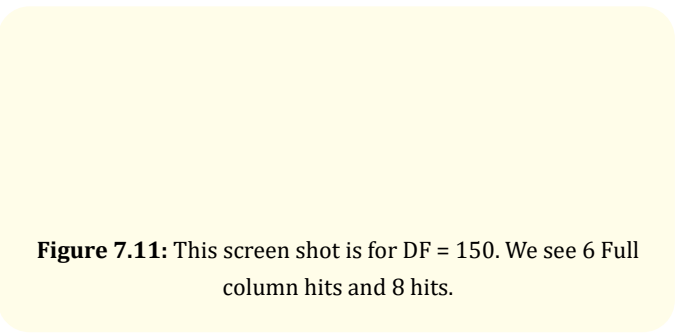 Figure 7.11: This screen shot is for DF = 150. We see 6 Full
column hits and 8 hits.